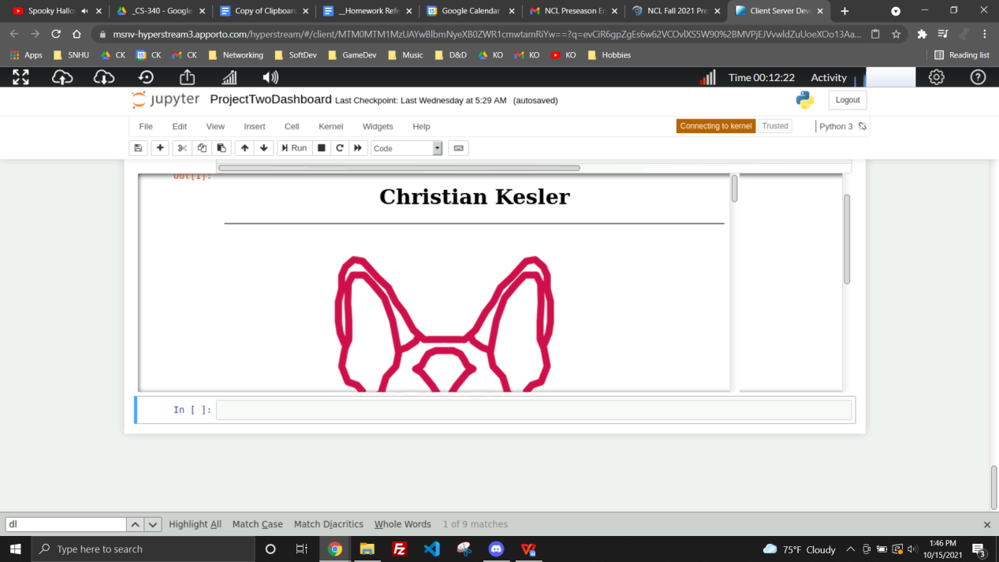 Spooky Hallo
_CS-340 - Google
Copy of Clipboard
__Homework Refe
Google Calendar
NCL Preseason En
NCL Fall 2021 Pre
Client Server Deve
msnv-hyperstream3.apporto.com/hyperstream/#/client/MTM0MTM1MzUAYwBlbmNyeXB0ZWR1cmwtamRiYw==?q=evCiR6gpZgEs6w62VCOvlXS5W90%2BMVPjEJVvwldZuUoeXOo13Aa...
Apps SNHU CK CK CK Networking SoftDev GameDev Music D&D KO KO KO Hobbies Reading list
Time 00:12:22 Activity
jupyter ProjectTwoDashboard Last Checkpoint: Last Wednesday at 5:29 AM (autosaved) Logout
File Edit View Insert Cell Kernel Widgets Help Connecting to kernel Trusted Python 3
Run Code
Out[1]:
Christian Kesler
In [ ]:
dl Highlight All Match Case Match Diacritics Whole Words 1 of 9 matches
Type here to search
75°F Cloudy
1:46 PM
10/15/2021
3